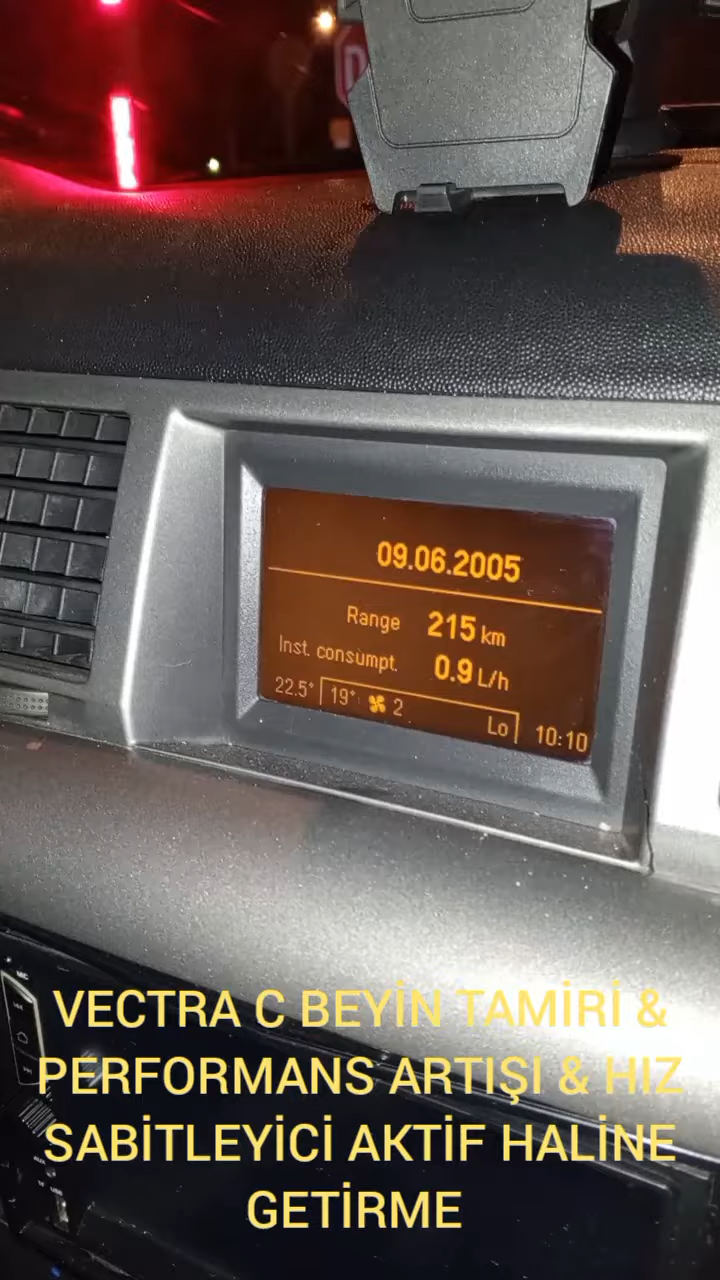 09.06.2005
Range 215 km
Inst. consumpt. 0.9 L/h
22.5° 19° 2 Lo 10:10
VECTRA C BEYİN TAMİRİ &
PERFORMANS ARTIŞI & HIZ
SABİTLEYİCİ AKTİF HALİNE
GETİRME